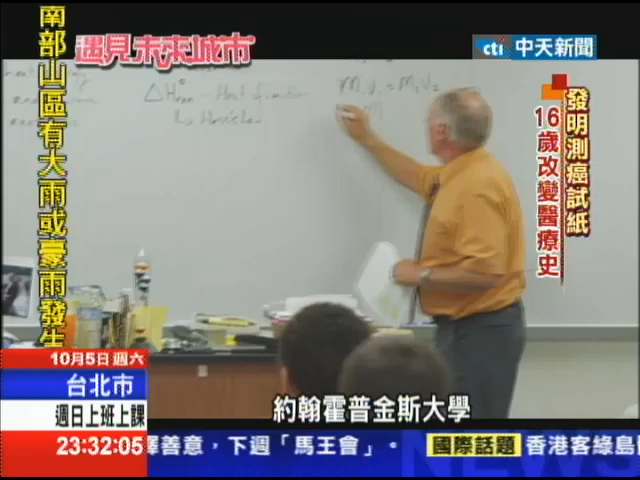 南部山區有大雨或豪雨發生
遇見未來城市
cti 中天新聞
發明測癌試紙
16歲改變醫療史
ΔH
m₁v₁ = m₂v₂
約翰霍普金斯大學
10月5日週六
台北市
週日上班上課
23:32:05
釋善意，下週「馬王會」。
國際話題
香港客綠島
NEWS